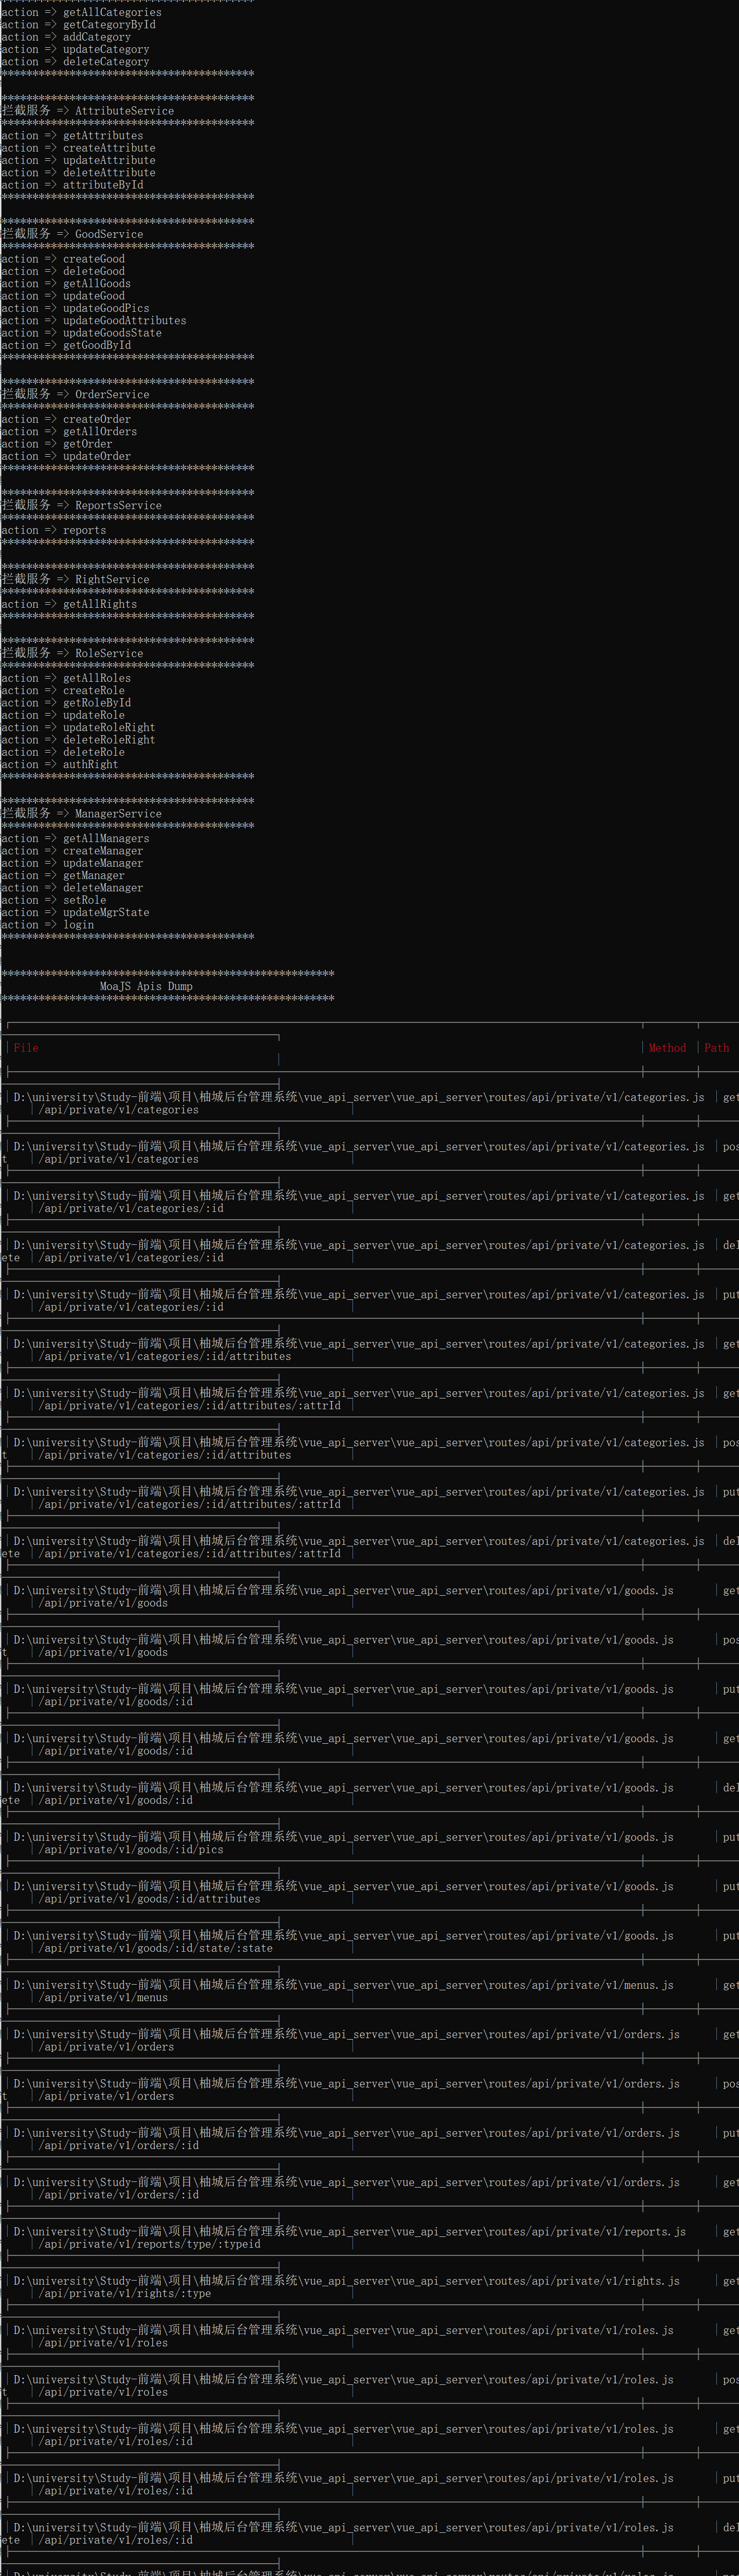 ****************************************
action => getAllCategories
action => getCategoryById
action => addCategory
action => updateCategory
action => deleteCategory
*****************************************
*****************************************
拦截服务 => AttributeService
*****************************************
action => getAttributes
action => createAttribute
action => updateAttribute
action => deleteAttribute
action => attributeById
*****************************************
*****************************************
拦截服务 => GoodService
*****************************************
action => createGood
action => deleteGood
action => getAllGoods
action => updateGood
action => updateGoodPics
action => updateGoodAttributes
action => updateGoodsState
action => getGoodById
*****************************************
*****************************************
拦截服务 => OrderService
*****************************************
action => createOrder
action => getAllOrders
action => getOrder
action => updateOrder
*****************************************
*****************************************
拦截服务 => ReportsService
*****************************************
action => reports
*****************************************
*****************************************
拦截服务 => RightService
*****************************************
action => getAllRights
*****************************************
*****************************************
拦截服务 => RoleService
*****************************************
action => getAllRoles
action => createRole
action => getRoleById
action => updateRole
action => updateRoleRight
action => deleteRoleRight
action => deleteRole
action => authRight
*****************************************
*****************************************
拦截服务 => ManagerService
*****************************************
action => getAllManagers
action => createManager
action => updateManager
action => getManager
action => deleteManager
action => setRole
action => updateMgrState
action => login
*****************************************
******************************************************
MoaJS Apis Dump
******************************************************
File Method Path
D:\university\Study-前端\项目\柚城后台管理系统\vue_api_server\vue_api_server\routes/api/private/v1/categories.js get
/api/private/v1/categories
D:\university\Study-前端\项目\柚城后台管理系统\vue_api_server\vue_api_server\routes/api/private/v1/categories.js pos
t /api/private/v1/categories
D:\university\Study-前端\项目\柚城后台管理系统\vue_api_server\vue_api_server\routes/api/private/v1/categories.js get
/api/private/v1/categories/:id
D:\university\Study-前端\项目\柚城后台管理系统\vue_api_server\vue_api_server\routes/api/private/v1/categories.js del
ete /api/private/v1/categories/:id
D:\university\Study-前端\项目\柚城后台管理系统\vue_api_server\vue_api_server\routes/api/private/v1/categories.js put
/api/private/v1/categories/:id
D:\university\Study-前端\项目\柚城后台管理系统\vue_api_server\vue_api_server\routes/api/private/v1/categories.js get
/api/private/v1/categories/:id/attributes
D:\university\Study-前端\项目\柚城后台管理系统\vue_api_server\vue_api_server\routes/api/private/v1/categories.js get
/api/private/v1/categories/:id/attributes/:attrId
D:\university\Study-前端\项目\柚城后台管理系统\vue_api_server\vue_api_server\routes/api/private/v1/categories.js pos
t /api/private/v1/categories/:id/attributes
D:\university\Study-前端\项目\柚城后台管理系统\vue_api_server\vue_api_server\routes/api/private/v1/categories.js put
/api/private/v1/categories/:id/attributes/:attrId
D:\university\Study-前端\项目\柚城后台管理系统\vue_api_server\vue_api_server\routes/api/private/v1/categories.js del
ete /api/private/v1/categories/:id/attributes/:attrId
D:\university\Study-前端\项目\柚城后台管理系统\vue_api_server\vue_api_server\routes/api/private/v1/goods.js get
/api/private/v1/goods
D:\university\Study-前端\项目\柚城后台管理系统\vue_api_server\vue_api_server\routes/api/private/v1/goods.js pos
t /api/private/v1/goods
D:\university\Study-前端\项目\柚城后台管理系统\vue_api_server\vue_api_server\routes/api/private/v1/goods.js put
/api/private/v1/goods/:id
D:\university\Study-前端\项目\柚城后台管理系统\vue_api_server\vue_api_server\routes/api/private/v1/goods.js get
/api/private/v1/goods/:id
D:\university\Study-前端\项目\柚城后台管理系统\vue_api_server\vue_api_server\routes/api/private/v1/goods.js del
ete /api/private/v1/goods/:id
D:\university\Study-前端\项目\柚城后台管理系统\vue_api_server\vue_api_server\routes/api/private/v1/goods.js put
/api/private/v1/goods/:id/pics
D:\university\Study-前端\项目\柚城后台管理系统\vue_api_server\vue_api_server\routes/api/private/v1/goods.js put
/api/private/v1/goods/:id/attributes
D:\university\Study-前端\项目\柚城后台管理系统\vue_api_server\vue_api_server\routes/api/private/v1/goods.js put
/api/private/v1/goods/:id/state/:state
D:\university\Study-前端\项目\柚城后台管理系统\vue_api_server\vue_api_server\routes/api/private/v1/menus.js get
/api/private/v1/menus
D:\university\Study-前端\项目\柚城后台管理系统\vue_api_server\vue_api_server\routes/api/private/v1/orders.js get
/api/private/v1/orders
D:\university\Study-前端\项目\柚城后台管理系统\vue_api_server\vue_api_server\routes/api/private/v1/orders.js pos
t /api/private/v1/orders
D:\university\Study-前端\项目\柚城后台管理系统\vue_api_server\vue_api_server\routes/api/private/v1/orders.js put
/api/private/v1/orders/:id
D:\university\Study-前端\项目\柚城后台管理系统\vue_api_server\vue_api_server\routes/api/private/v1/orders.js get
/api/private/v1/orders/:id
D:\university\Study-前端\项目\柚城后台管理系统\vue_api_server\vue_api_server\routes/api/private/v1/reports.js get
/api/private/v1/reports/type/:typeid
D:\university\Study-前端\项目\柚城后台管理系统\vue_api_server\vue_api_server\routes/api/private/v1/rights.js get
/api/private/v1/rights/:type
D:\university\Study-前端\项目\柚城后台管理系统\vue_api_server\vue_api_server\routes/api/private/v1/roles.js get
/api/private/v1/roles
D:\university\Study-前端\项目\柚城后台管理系统\vue_api_server\vue_api_server\routes/api/private/v1/roles.js pos
t /api/private/v1/roles
D:\university\Study-前端\项目\柚城后台管理系统\vue_api_server\vue_api_server\routes/api/private/v1/roles.js get
/api/private/v1/roles/:id
D:\university\Study-前端\项目\柚城后台管理系统\vue_api_server\vue_api_server\routes/api/private/v1/roles.js put
/api/private/v1/roles/:id
D:\university\Study-前端\项目\柚城后台管理系统\vue_api_server\vue_api_server\routes/api/private/v1/roles.js del
ete /api/private/v1/roles/:id